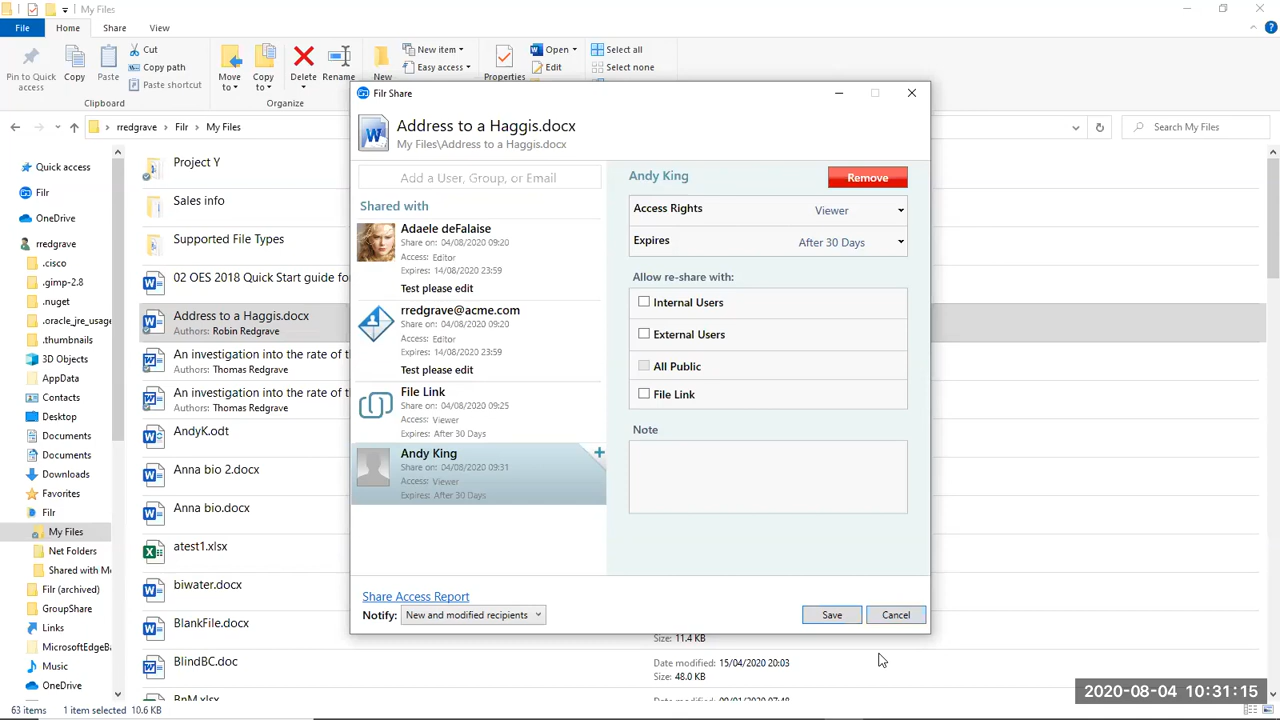 My Files
File Home Share View
Pin to Quick access
Copy
Paste
Cut
Copy path
Paste shortcut
Clipboard
Move to
Copy to
Delete
Rename
Organize
New
New item
Easy access
Properties
Open
Edit
Select all
Select none
rredgrave > Filr > My Files
Search My Files
Quick access
Filr
OneDrive
rredgrave
.cisco
.gimp-2.8
.nuget
.oracle_jre_usage
.thumbnails
3D Objects
AppData
Contacts
Desktop
Documents
Documents
Downloads
Favorites
Filr
My Files
Net Folders
Shared with M
Filr (archived)
GroupShare
Links
MicrosoftEdgeBa
Music
OneDrive
Project Y
Sales info
Supported File Types
02 OES 2018 Quick Start guide fo
Address to a Haggis.docx
Authors: Robin Redgrave
An investigation into the rate of t
Authors: Thomas Redgrave
An investigation into the rate of t
Authors: Thomas Redgrave
AndyK.odt
Anna bio 2.docx
Anna bio.docx
atest1.xlsx
biwater.docx
BlankFile.docx
BlindBC.doc
BnM.xlsx
Size: 11.4 KB
Date modified: 15/04/2020 20:03
Size: 48.0 KB
Filr Share
Address to a Haggis.docx
My Files\Address to a Haggis.docx
Add a User, Group, or Email
Shared with
Adaele deFalaise
Share on: 04/08/2020 09:20
Access: Editor
Expires: 14/08/2020 23:59
Test please edit
rredgrave@acme.com
Share on: 04/08/2020 09:20
Access: Editor
Expires: 14/08/2020 23:59
Test please edit
File Link
Share on: 04/08/2020 09:25
Access: Viewer
Expires: After 30 Days
Andy King
Share on: 04/08/2020 09:31
Access: Viewer
Expires: After 30 Days
Andy King
Remove
Access Rights Viewer
Expires After 30 Days
Allow re-share with:
Internal Users
External Users
All Public
File Link
Note
Share Access Report
Notify: New and modified recipients
Save Cancel
63 items 1 item selected 10.6 KB
2020-08-04 10:31:15